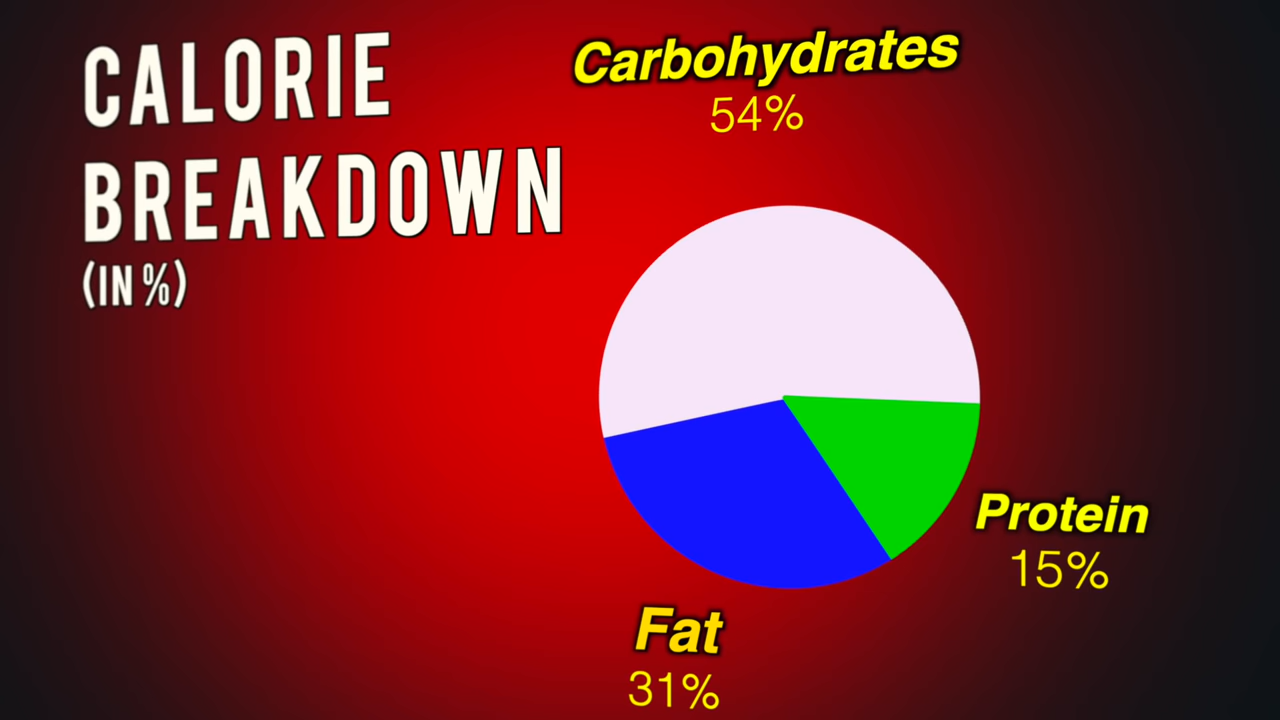 CALORIE
BREAKDOWN
(IN %)
Carbohydrates
54%
Protein
15%
Fat
31%